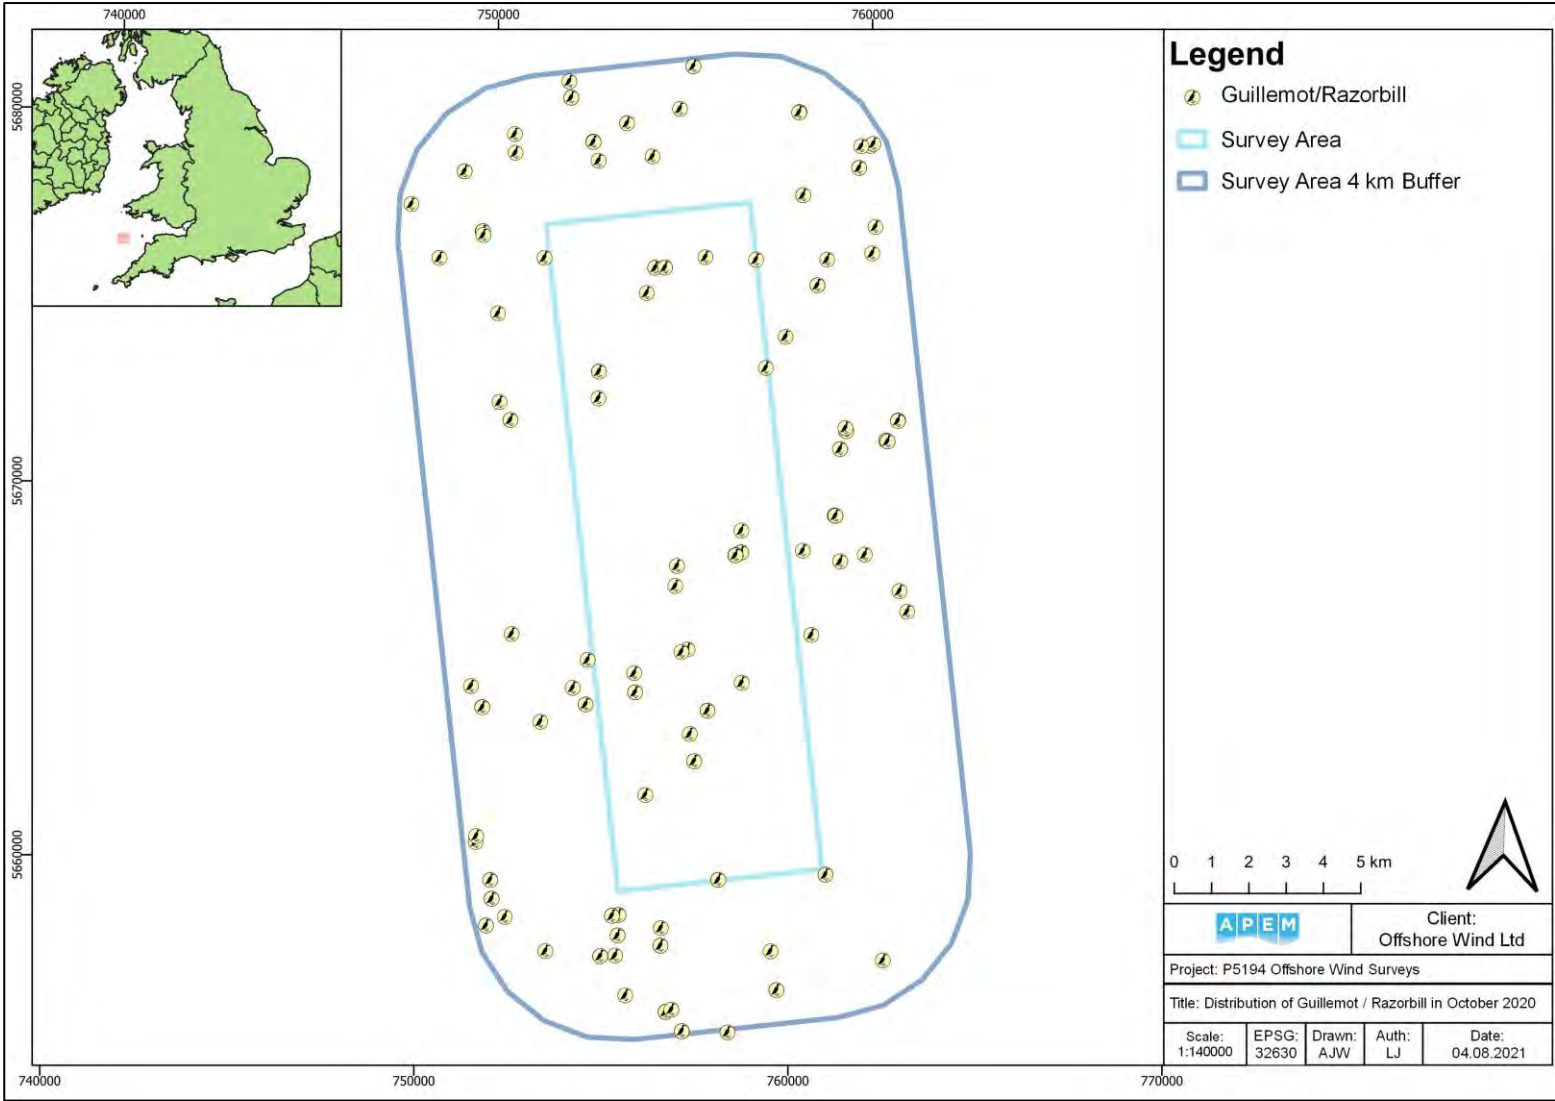 740000 750000 760000
5680000
5670000
5660000
Legend
Guillemot/Razorbill
Survey Area
Survey Area 4 km Buffer
0 1 2 3 4 5 km
APEM
Client:
Offshore Wind Ltd
Project: P5194 Offshore Wind Surveys
Title: Distribution of Guillemot / Razorbill in October 2020
Scale:
1:140000
EPSG:
32630
Drawn:
AJW
Auth:
LJ
Date:
04.08.2021
740000 750000 760000 770000